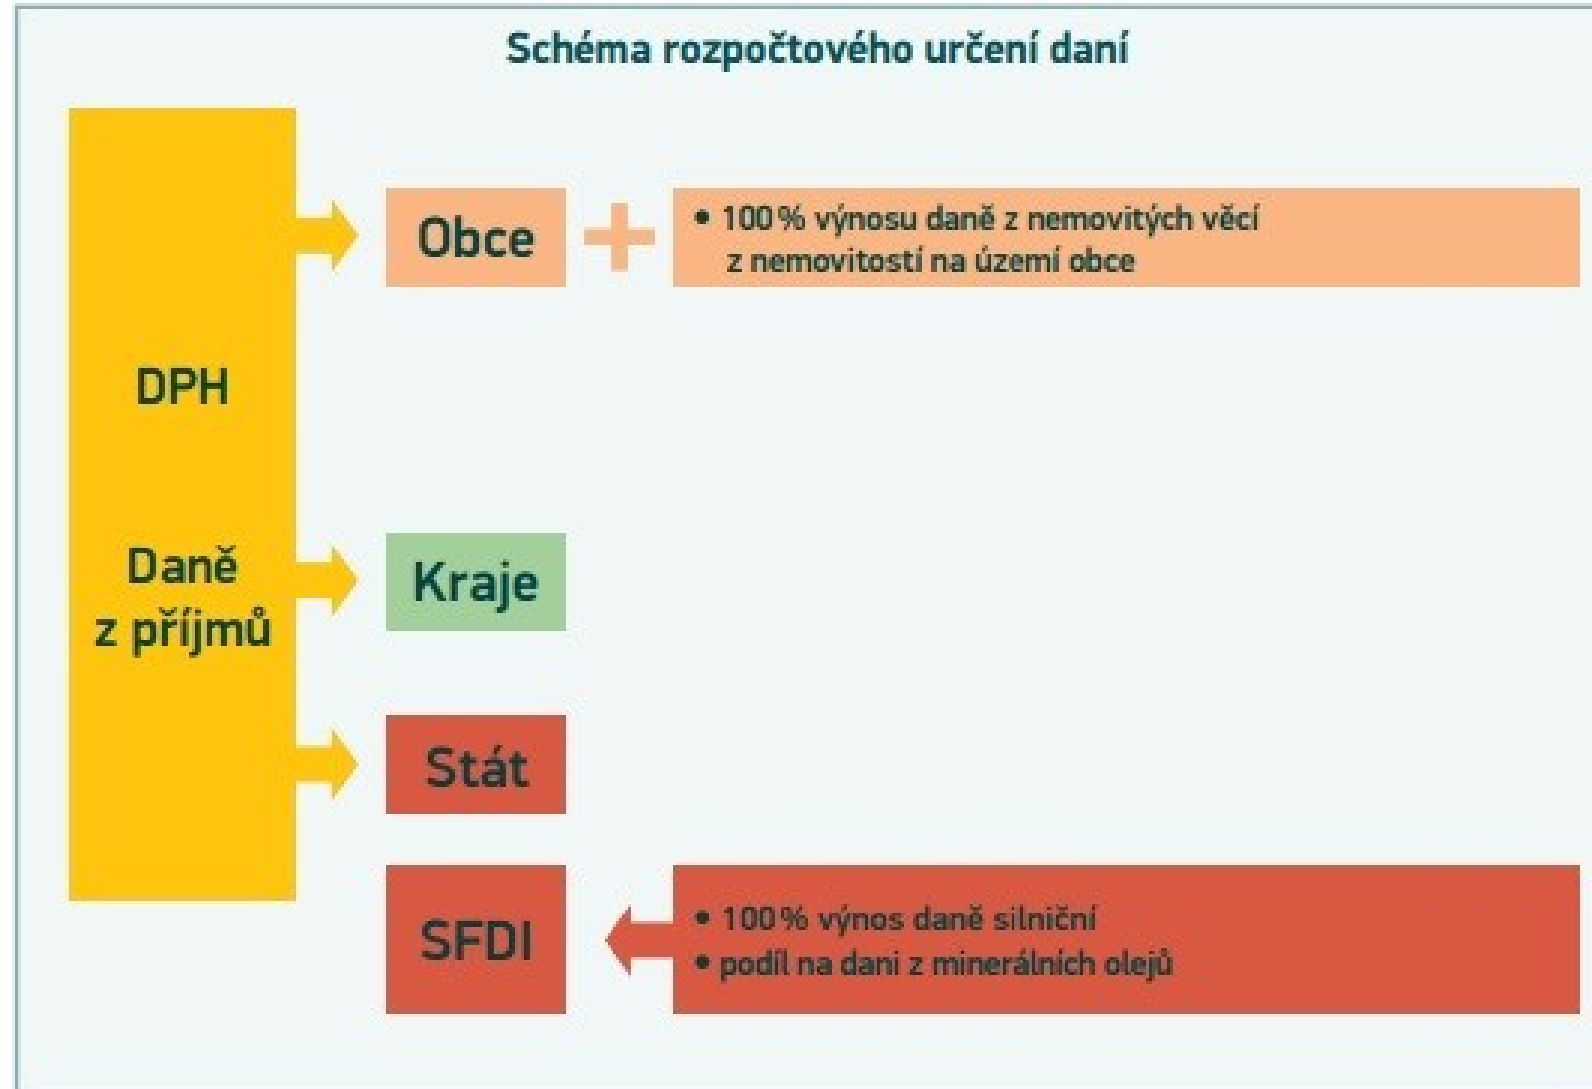 Schéma rozpočtového určení daní
DPH
Daně
z příjmů
Obce
• 100% výnosu daně z nemovitých věcí
z nemovitostí na území obce
Kraje
Stát
SFDI
• 100% výnos daně silniční
• podíl na dani z minerálních olejů